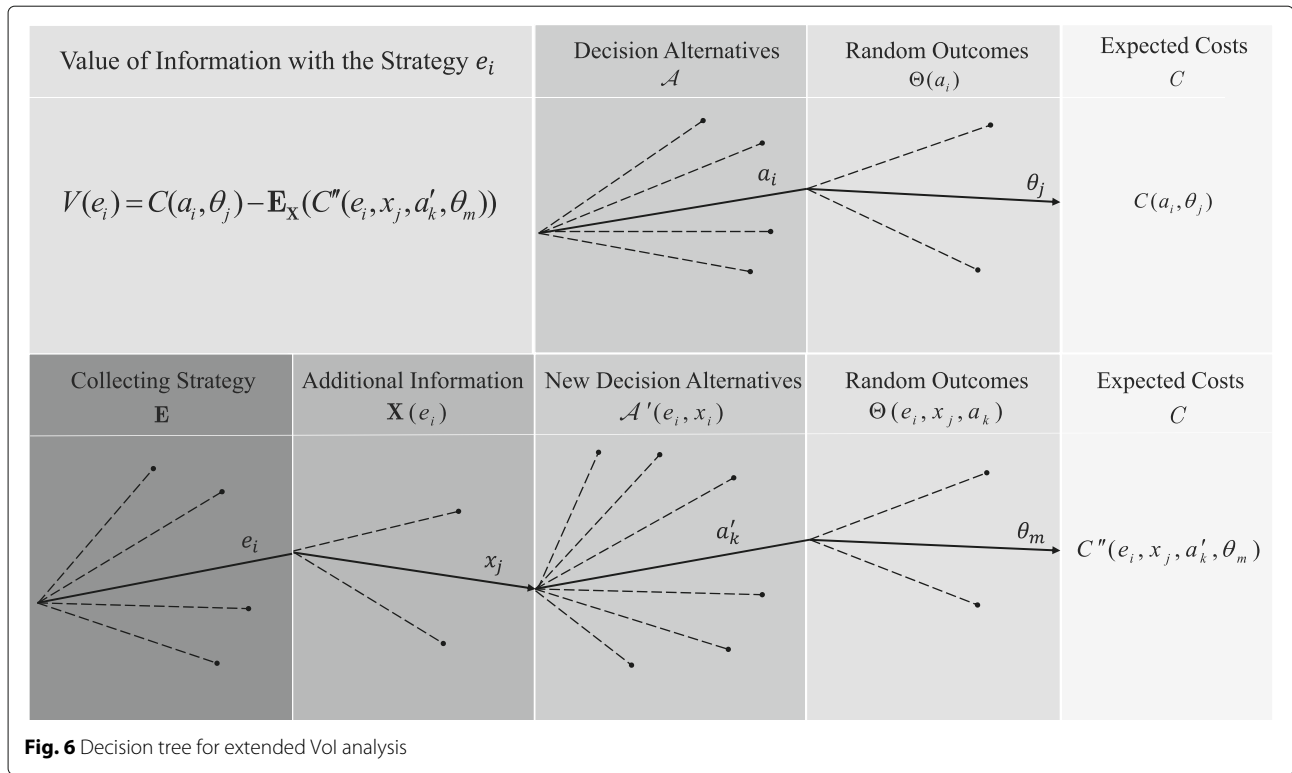 Value of Information with the Strategy e_i
Decision Alternatives
𝒜
Random Outcomes
Θ(a_i)
Expected Costs
C
V(e_i) = C(a_i, θ_j) − E_X(C″(e_i, x_j, a′_k, θ_m))
a_i
θ_j
C(a_i, θ_j)
Collecting Strategy
E
Additional Information
X(e_i)
New Decision Alternatives
𝒜′(e_i, x_i)
Random Outcomes
Θ(e_i, x_j, a_k)
Expected Costs
C
e_i
x_j
a′_k
θ_m
C″(e_i, x_j, a′_k, θ_m)
Fig. 6 Decision tree for extended VoI analysis